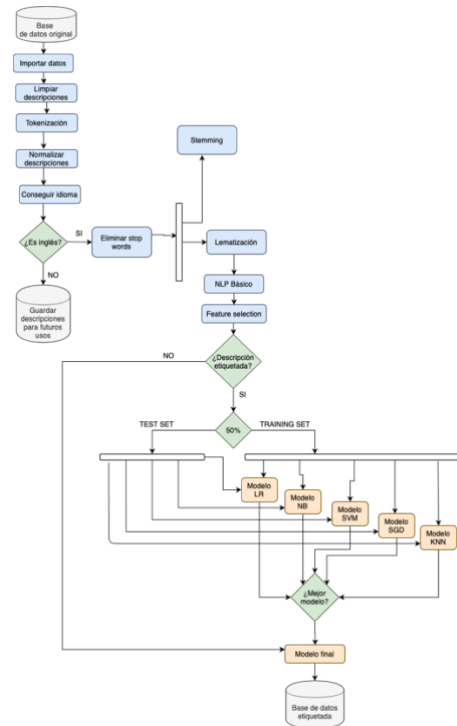 Base
de datos original
Importar datos
Limpiar
descripciones
Tokenización
Normalizar
descripciones
Conseguir idioma
¿Es inglés?
SI
Eliminar stop
words
NO
Guardar
descripciones
para futuros
usos
Stemming
Lematización
NLP Básico
Feature selection
¿Descripción
etiquetada?
NO
SI
50%
TEST SET
TRAINING SET
Modelo
LR
Modelo
NB
Modelo
SVM
Modelo
SGD
Modelo
KNN
¿Mejor
modelo?
Modelo final
Base de datos
etiquetada